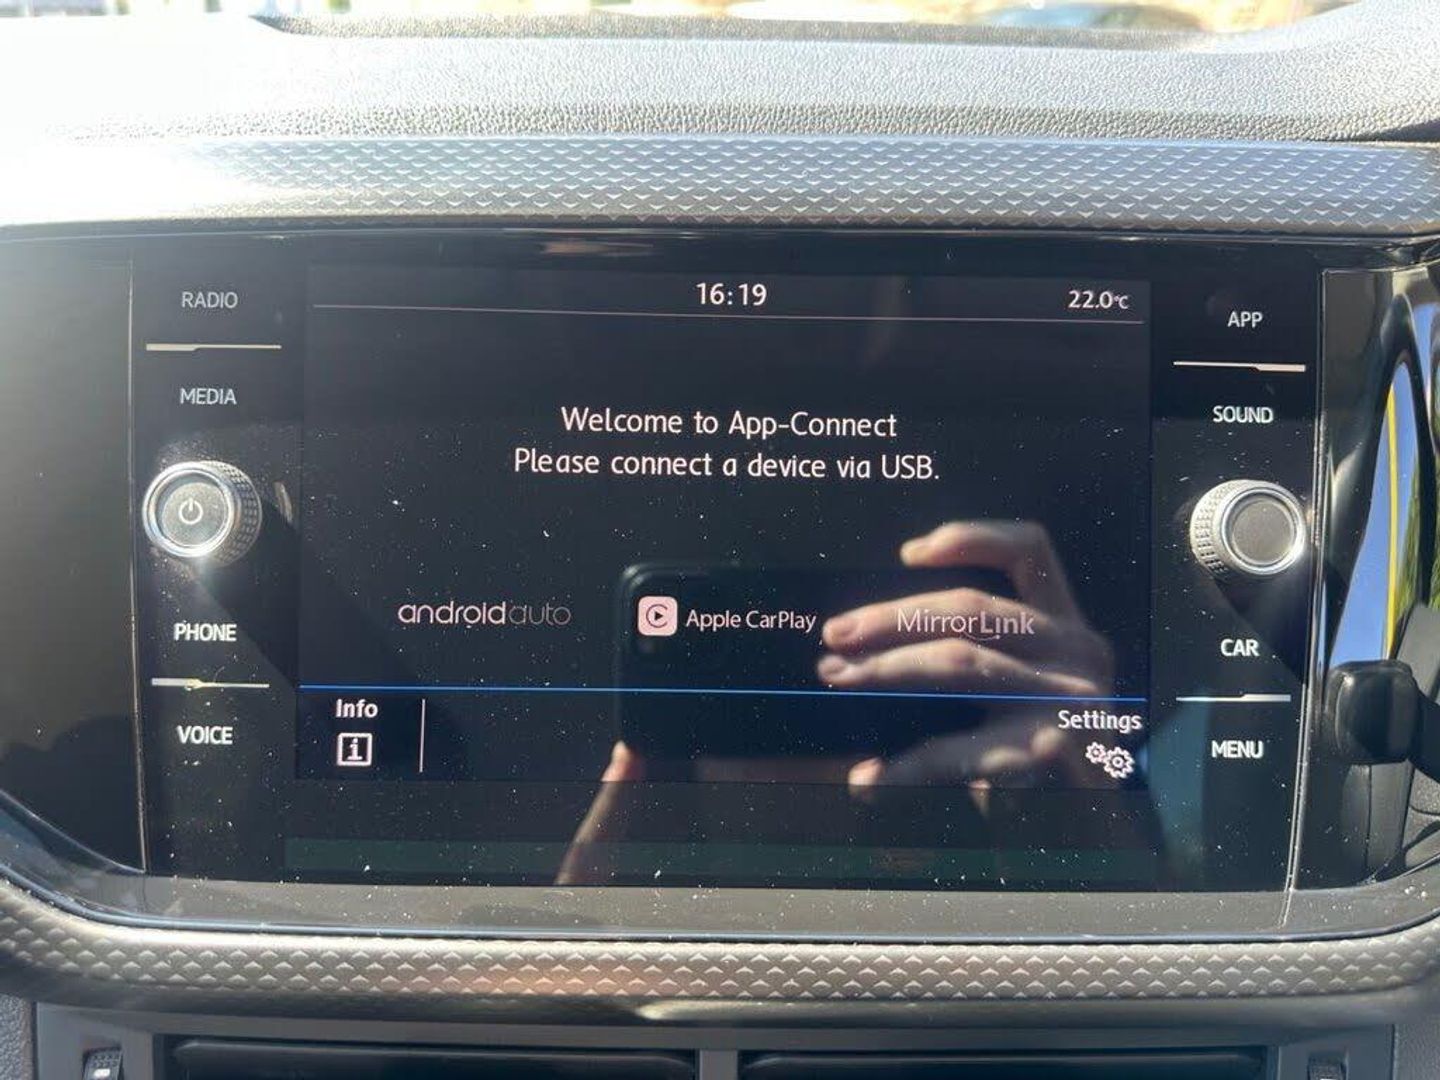 16:19
22.0°C
RADIO
MEDIA
PHONE
VOICE
Welcome to App-Connect
Please connect a device via USB.
androidauto
Apple CarPlay
MirrorLink
Info
Settings
APP
SOUND
CAR
MENU